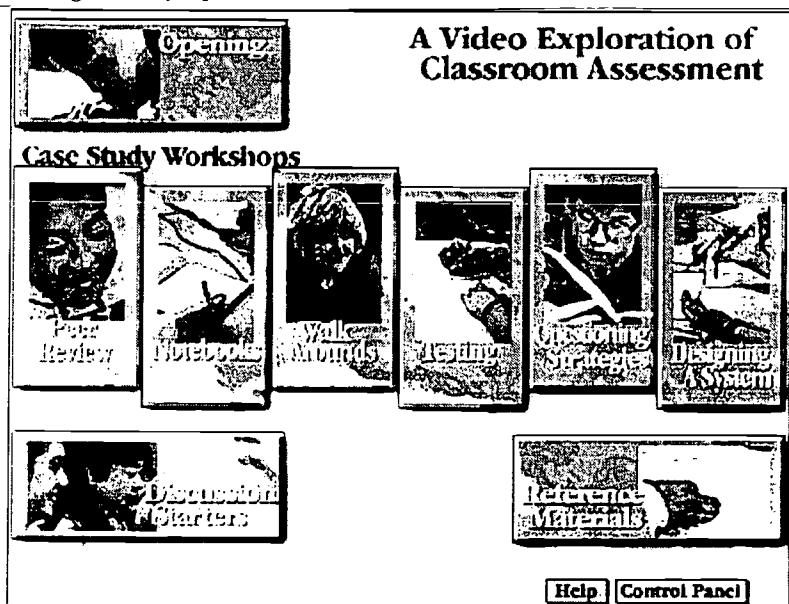 Opening
A Video Exploration of
Classroom Assessment
Case Study Workshops
Peer
Review
Notebooks
Walk
Arounds
Testing
Questioning
Strategies
Designing
A System
Discussion
Starters
Reference
Materials
Help
Control Panel